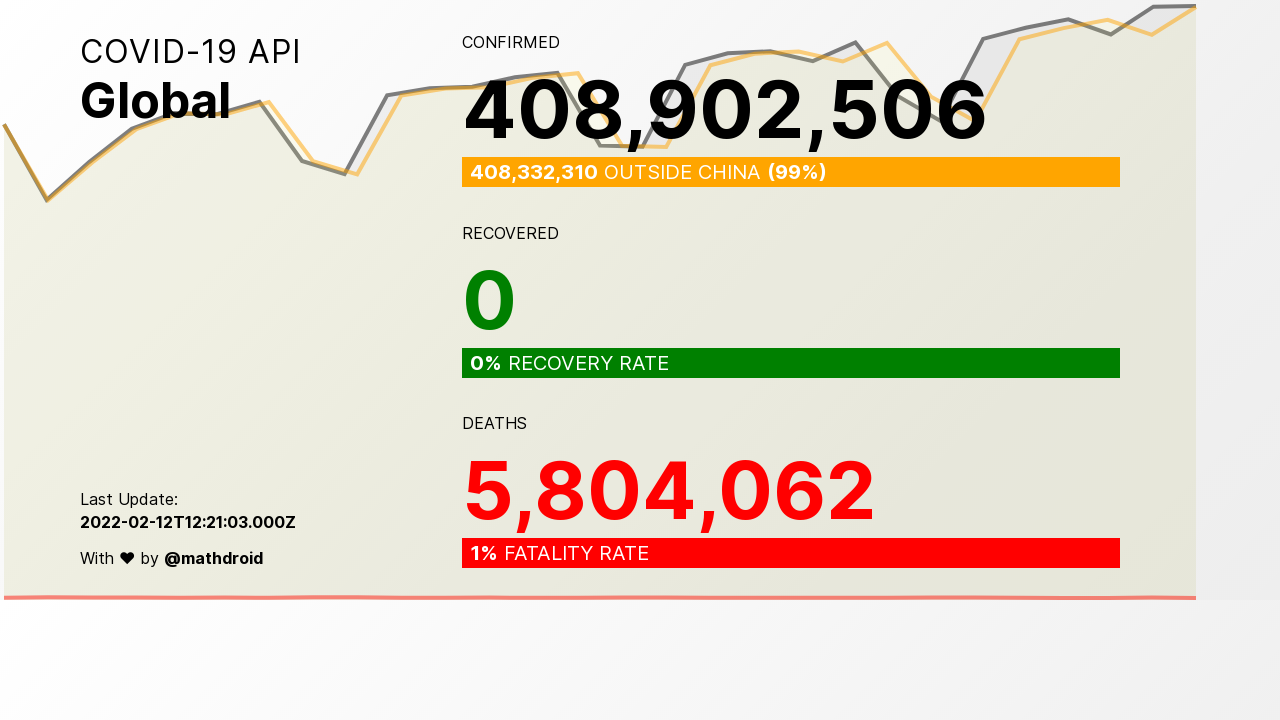 COVID-19 API
Global
CONFIRMED
408,902,506
408,332,310 OUTSIDE CHINA (99%)
RECOVERED
0
0% RECOVERY RATE
DEATHS
5,804,062
1% FATALITY RATE
Last Update:
2022-02-12T12:21:03.000Z
With ♥ by @mathdroid